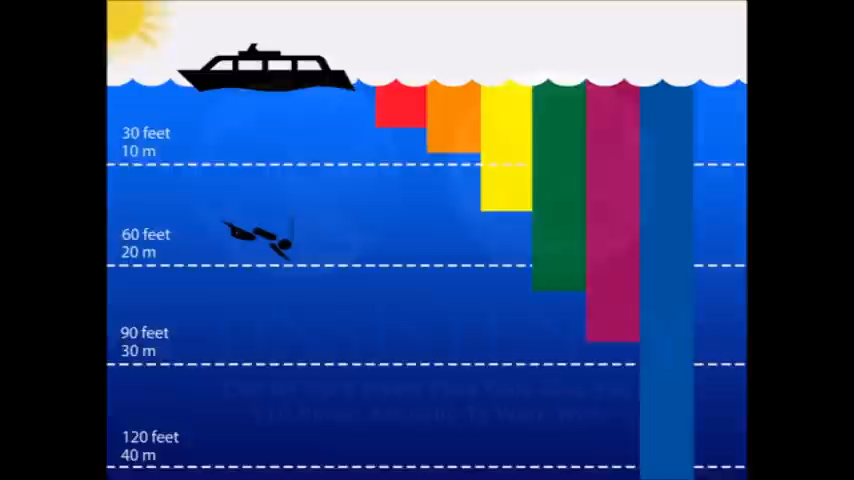 30 feet
10 m
60 feet
20 m
90 feet
30 m
120 feet
40 m